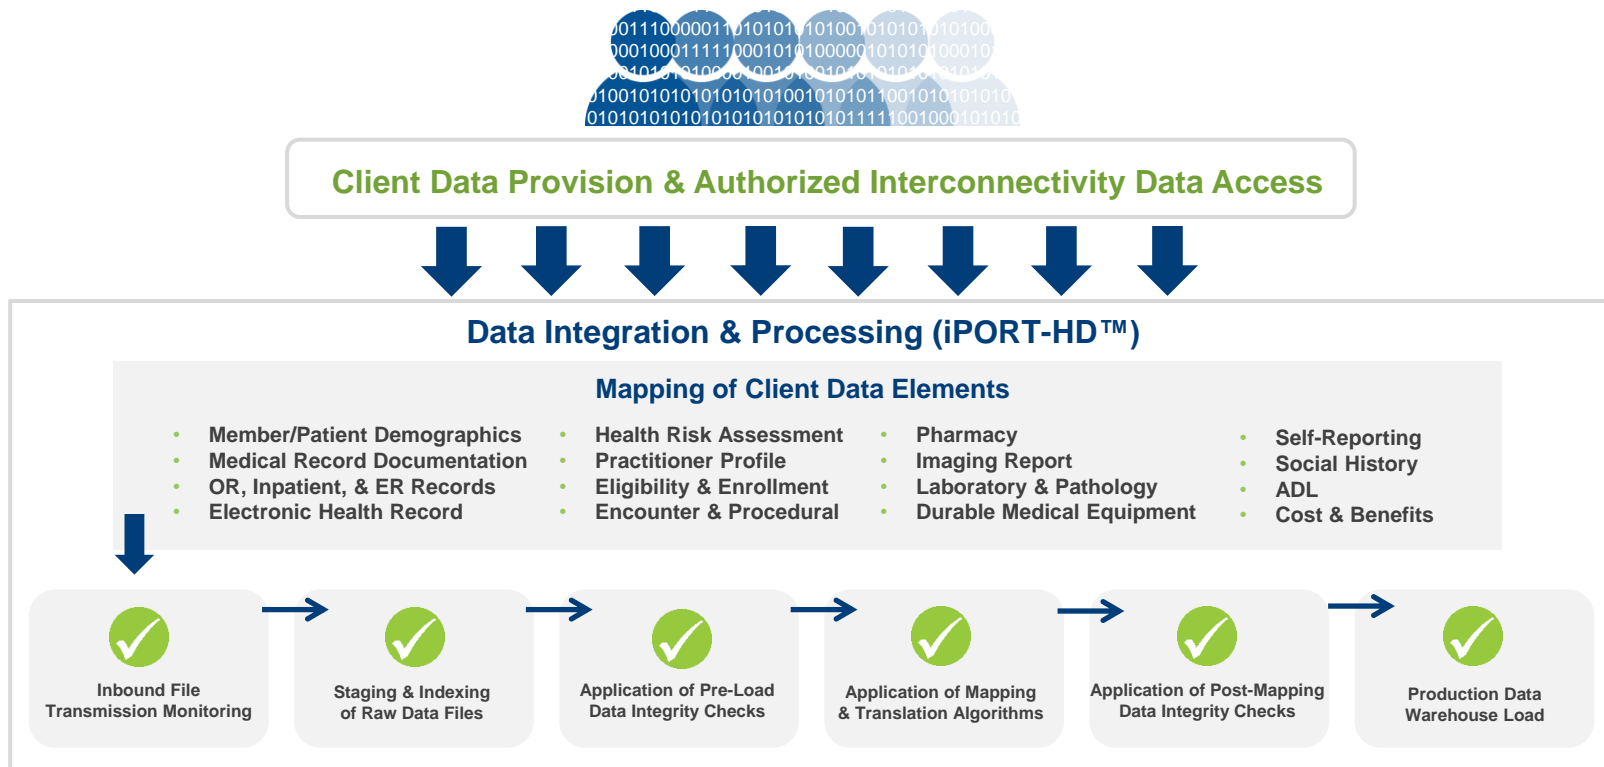 Client Data Provision & Authorized Interconnectivity Data Access
Data Integration & Processing (iPORT-HD™)
Mapping of Client Data Elements
• Member/Patient Demographics
• Medical Record Documentation
• OR, Inpatient, & ER Records
• Electronic Health Record
• Health Risk Assessment
• Practitioner Profile
• Eligibility & Enrollment
• Encounter & Procedural
• Pharmacy
• Imaging Report
• Laboratory & Pathology
• Durable Medical Equipment
• Self-Reporting
• Social History
• ADL
• Cost & Benefits
Inbound File
Transmission Monitoring
Staging & Indexing
of Raw Data Files
Application of Pre-Load
Data Integrity Checks
Application of Mapping
& Translation Algorithms
Application of Post-Mapping
Data Integrity Checks
Production Data
Warehouse Load